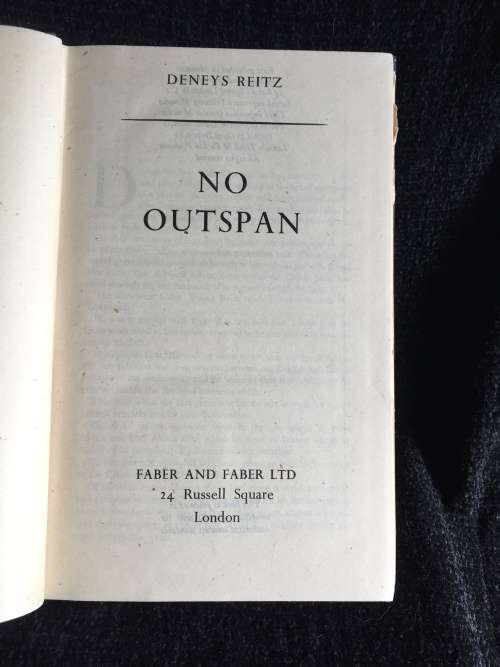 DENEYS REITZ
NO
OUTSPAN
FABER AND FABER LTD
24 Russell Square
London